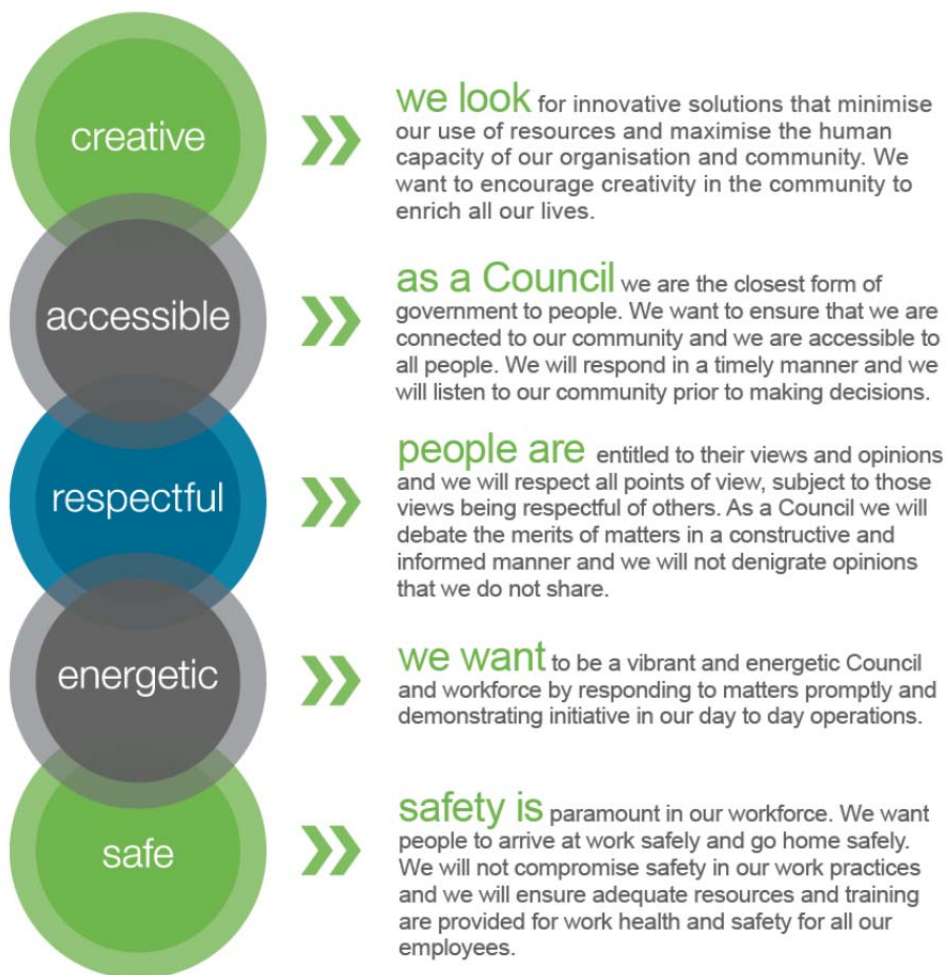 creative
we look for innovative solutions that minimise
our use of resources and maximise the human
capacity of our organisation and community. We
want to encourage creativity in the community to
enrich all our lives.
accessible
as a Council we are the closest form of
government to people. We want to ensure that we are
connected to our community and we are accessible to
all people. We will respond in a timely manner and we
will listen to our community prior to making decisions.
respectful
people are entitled to their views and opinions
and we will respect all points of view, subject to those
views being respectful of others. As a Council we will
debate the merits of matters in a constructive and
informed manner and we will not denigrate opinions
that we do not share.
energetic
we want to be a vibrant and energetic Council
and workforce by responding to matters promptly and
demonstrating initiative in our day to day operations.
safe
safety is paramount in our workforce. We want
people to arrive at work safely and go home safely.
We will not compromise safety in our work practices
and we will ensure adequate resources and training
are provided for work health and safety for all our
employees.